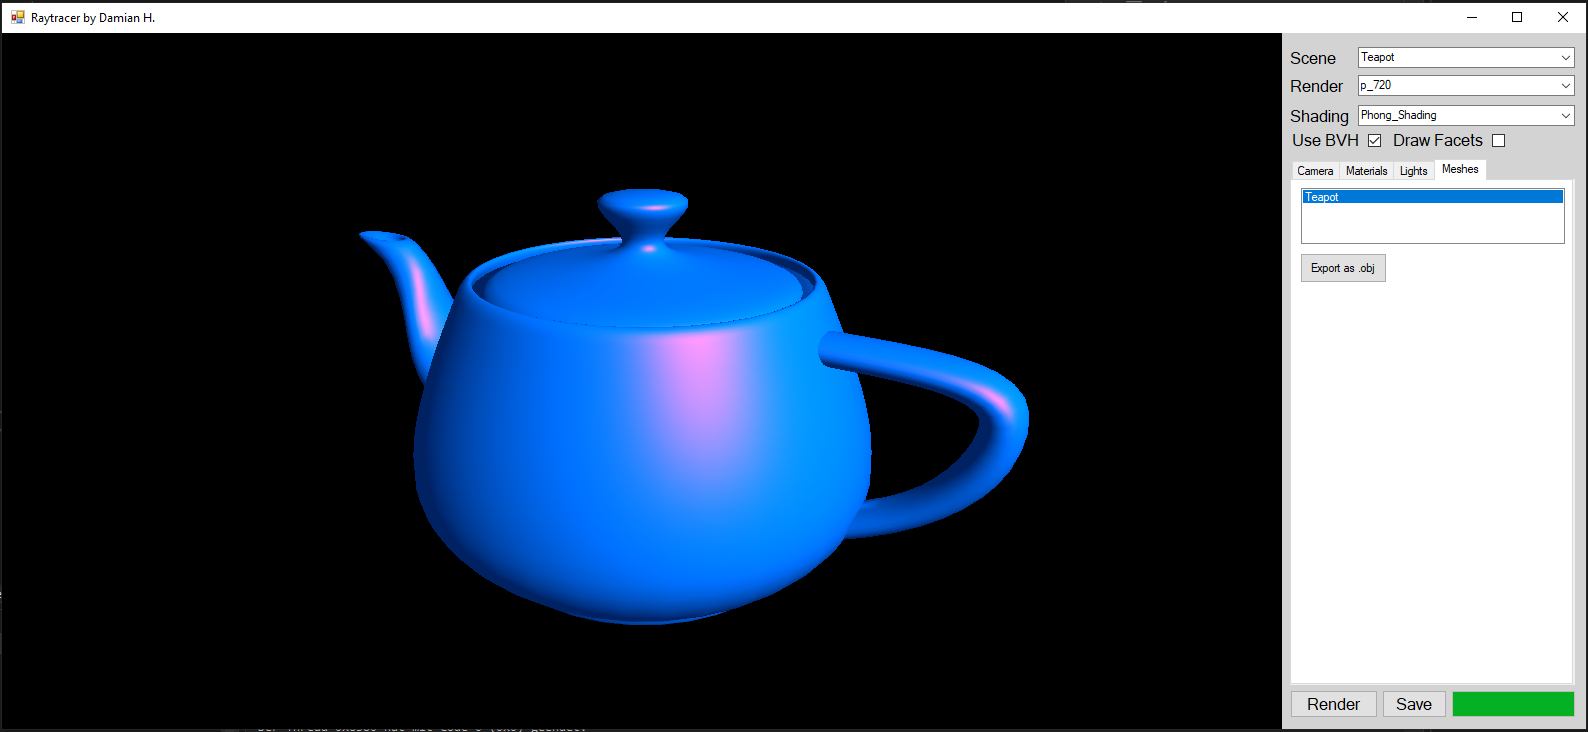 Raytracer by Damian H.
Scene Teapot
Render p_720
Shading Phong_Shading
Use BVH Draw Facets
Camera Materials Lights Meshes
Teapot
Export as .obj
Render Save